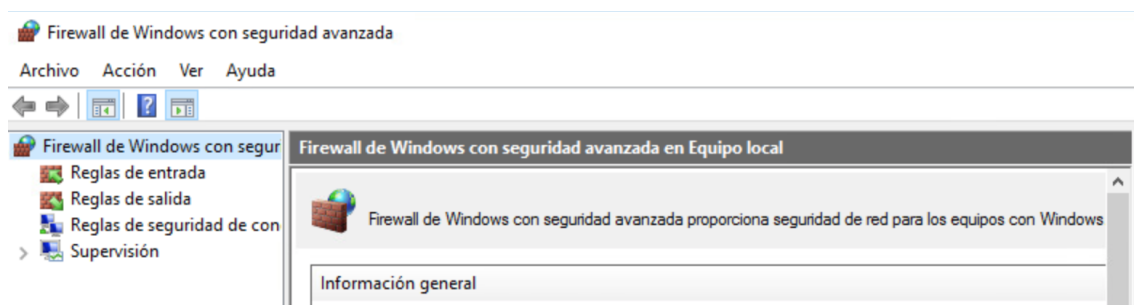 Firewall de Windows con seguridad avanzada
Archivo Acción Ver Ayuda
Firewall de Windows con segur
Reglas de entrada
Reglas de salida
Reglas de seguridad de con
Supervisión
Firewall de Windows con seguridad avanzada en Equipo local
Firewall de Windows con seguridad avanzada proporciona seguridad de red para los equipos con Windows
Información general